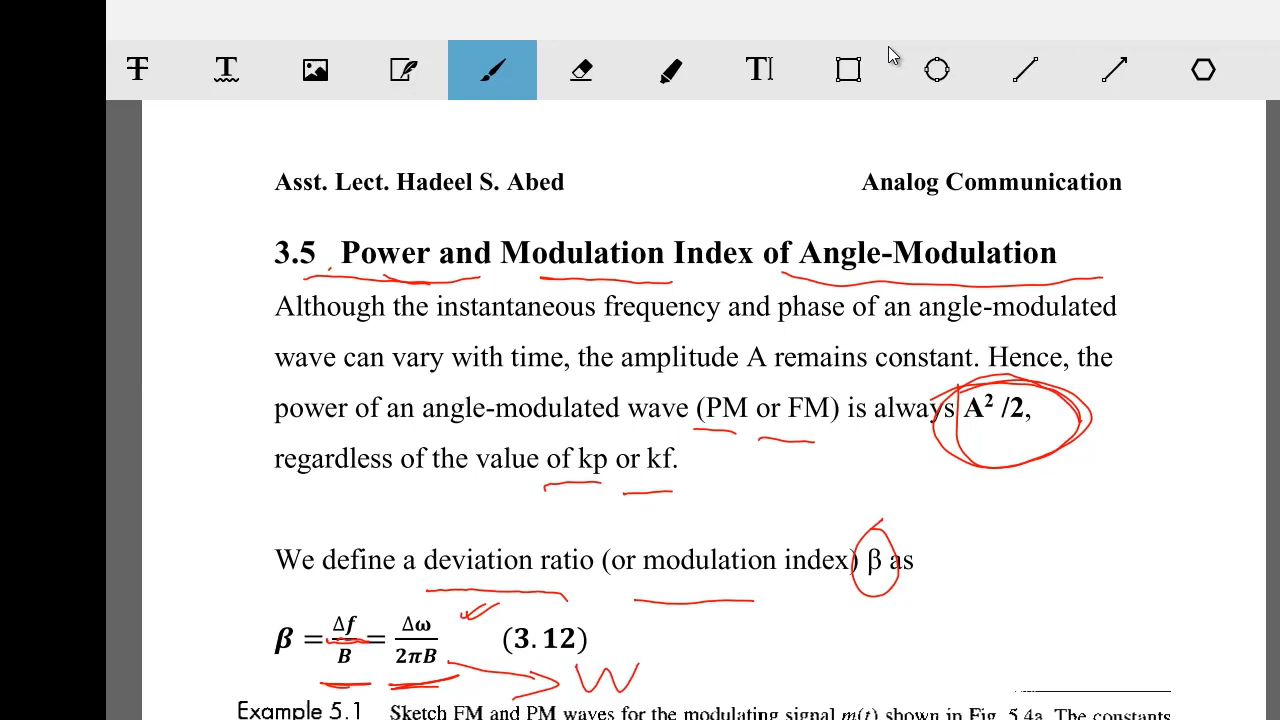 Asst. Lect. Hadeel S. Abed Analog Communication
3.5 Power and Modulation Index of Angle-Modulation
Although the instantaneous frequency and phase of an angle-modulated
wave can vary with time, the amplitude A remains constant. Hence, the
power of an angle-modulated wave (PM or FM) is always A² /2,
regardless of the value of kp or kf.
We define a deviation ratio (or modulation index) β as
β = Δf/B = Δω/2πB (3.12)
W
Example 5.1 Sketch FM and PM waves for the modulating signal m(t) shown in Fig. 5.4a. The constants